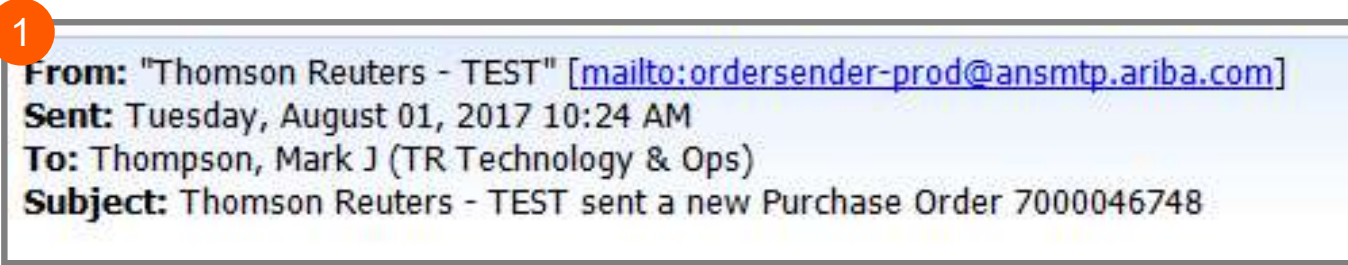 1
From: "Thomson Reuters - TEST" [mailto:ordersender-prod@ansmtp.ariba.com]
Sent: Tuesday, August 01, 2017 10:24 AM
To: Thompson, Mark J (TR Technology & Ops)
Subject: Thomson Reuters - TEST sent a new Purchase Order 7000046748